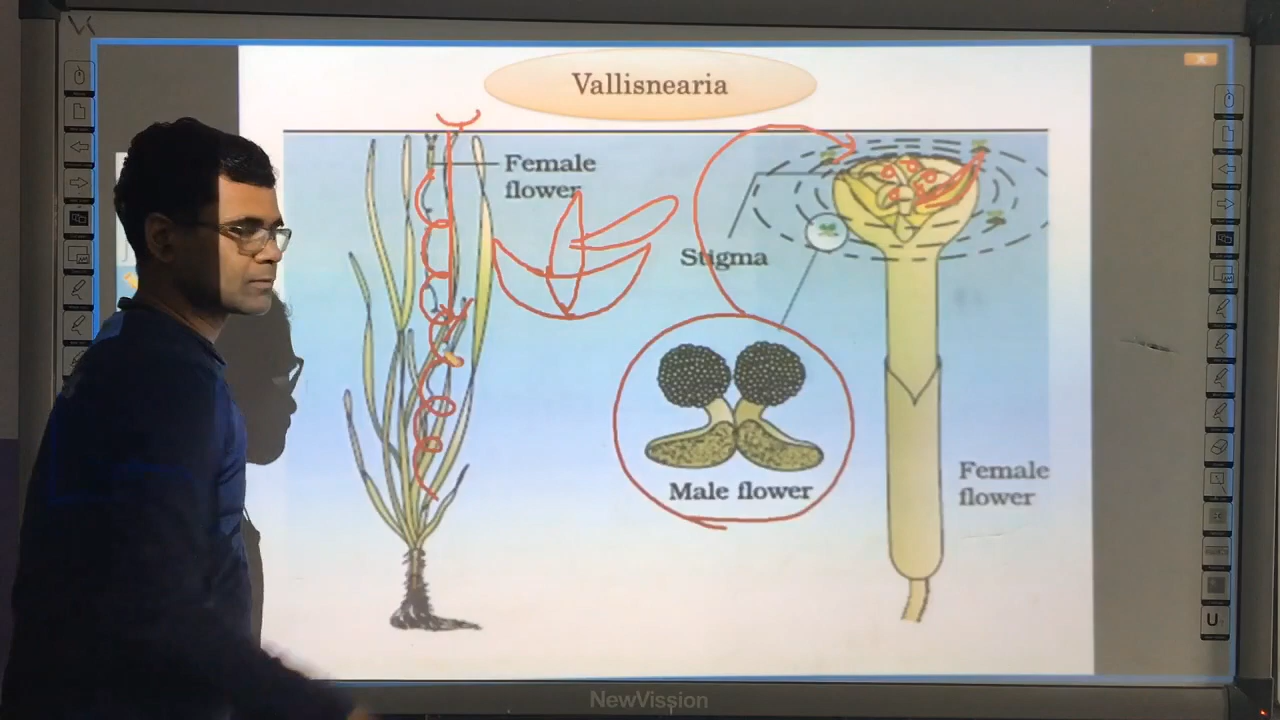 Vallisnearia
Female
flower
Stigma
Male flower
Female
flower
NewVission